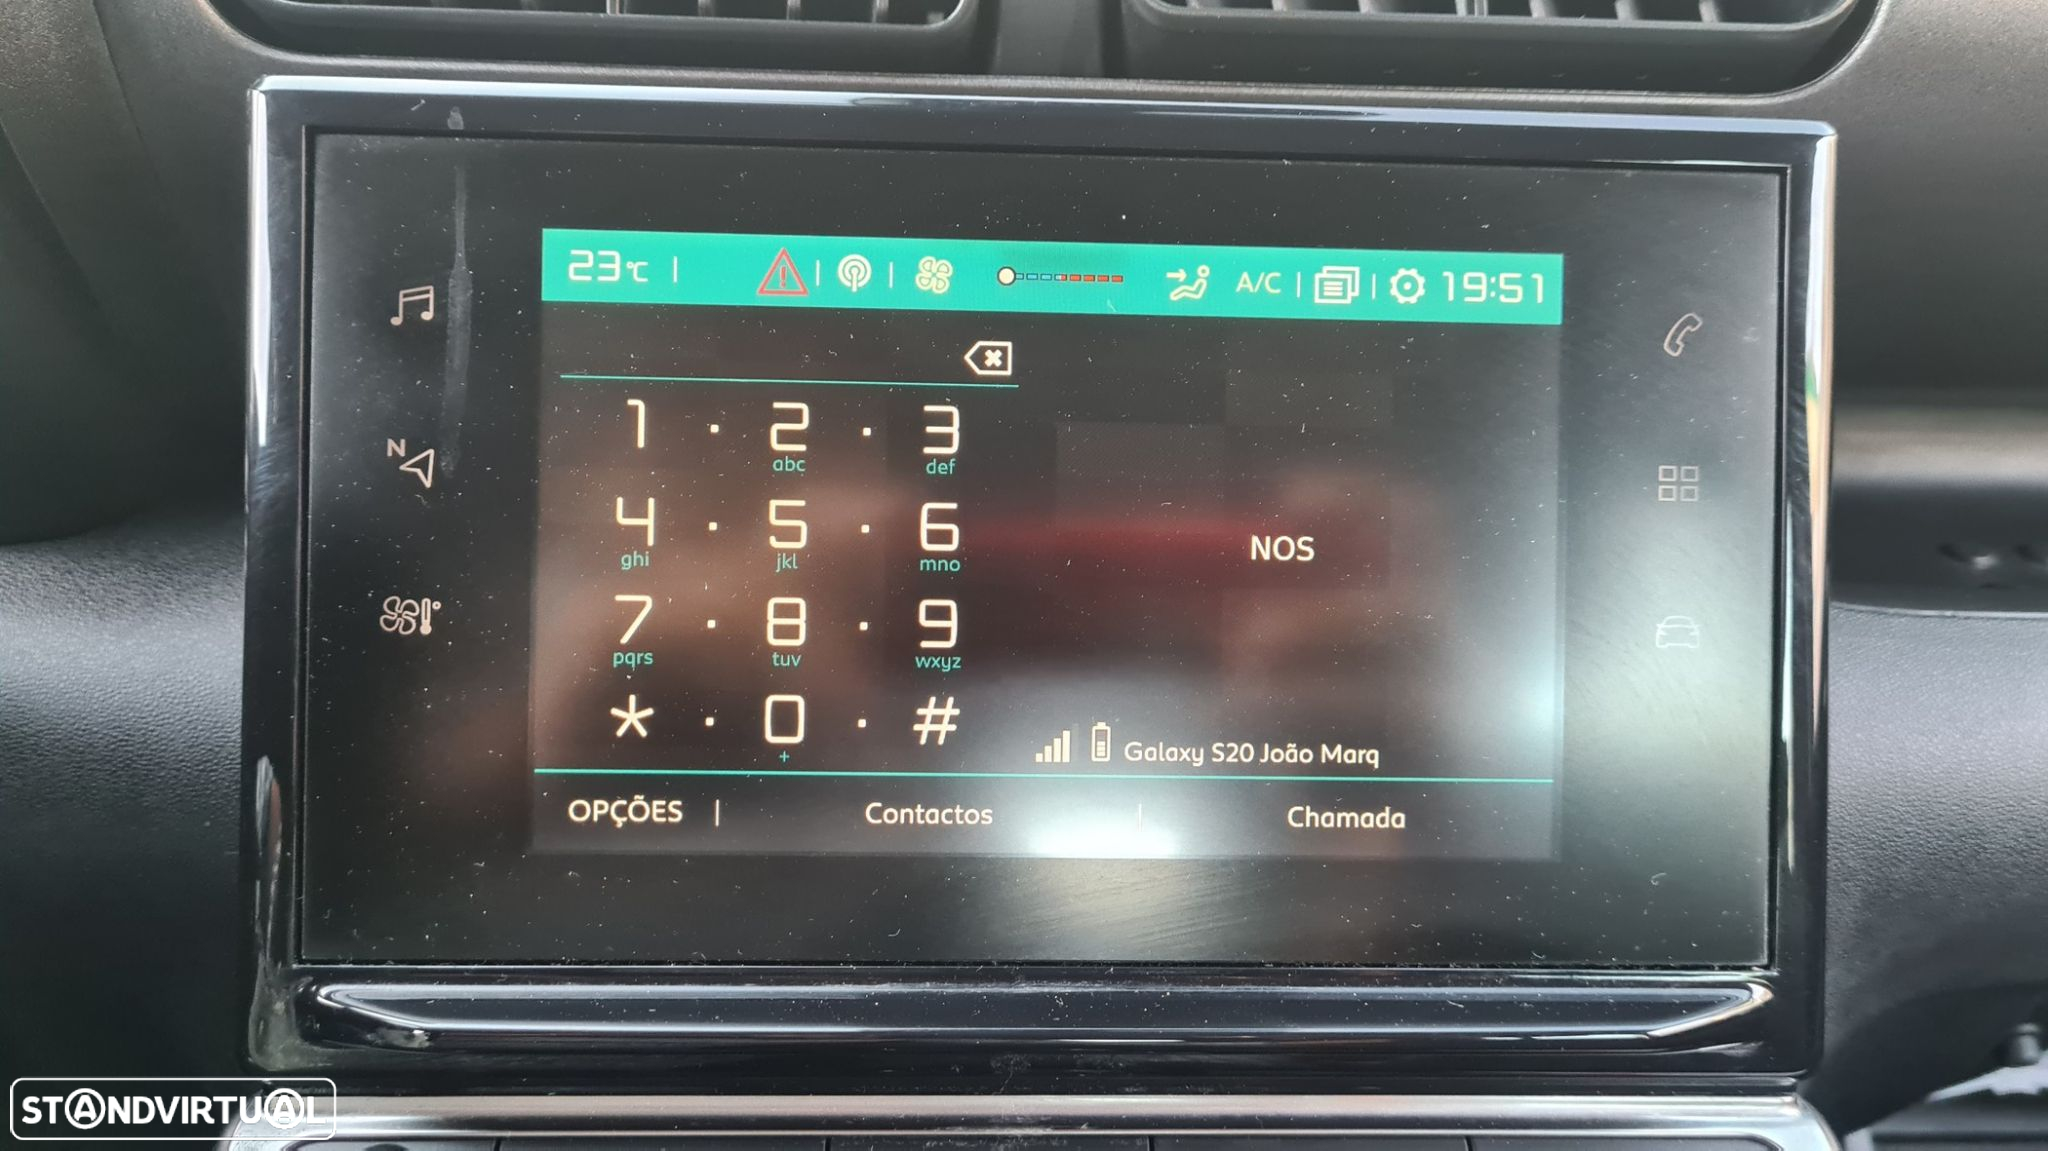 23°C A/C 19:51
1 · 2 · 3
abc def
4 · 5 · 6
ghi jkl mno
7 · 8 · 9
pqrs tuv wxyz
* · 0 · #
+
NOS
Galaxy S20 João Marq
OPÇÕES | Contactos | Chamada
N
STANDVIRTUAL